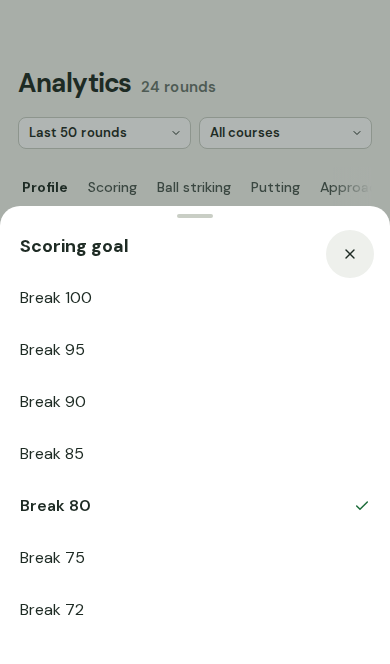 Analytics 24 rounds
Last 50 rounds All courses
Profile Scoring Ball striking Putting Approa
Scoring goal
Break 100
Break 95
Break 90
Break 85
Break 80
Break 75
Break 72